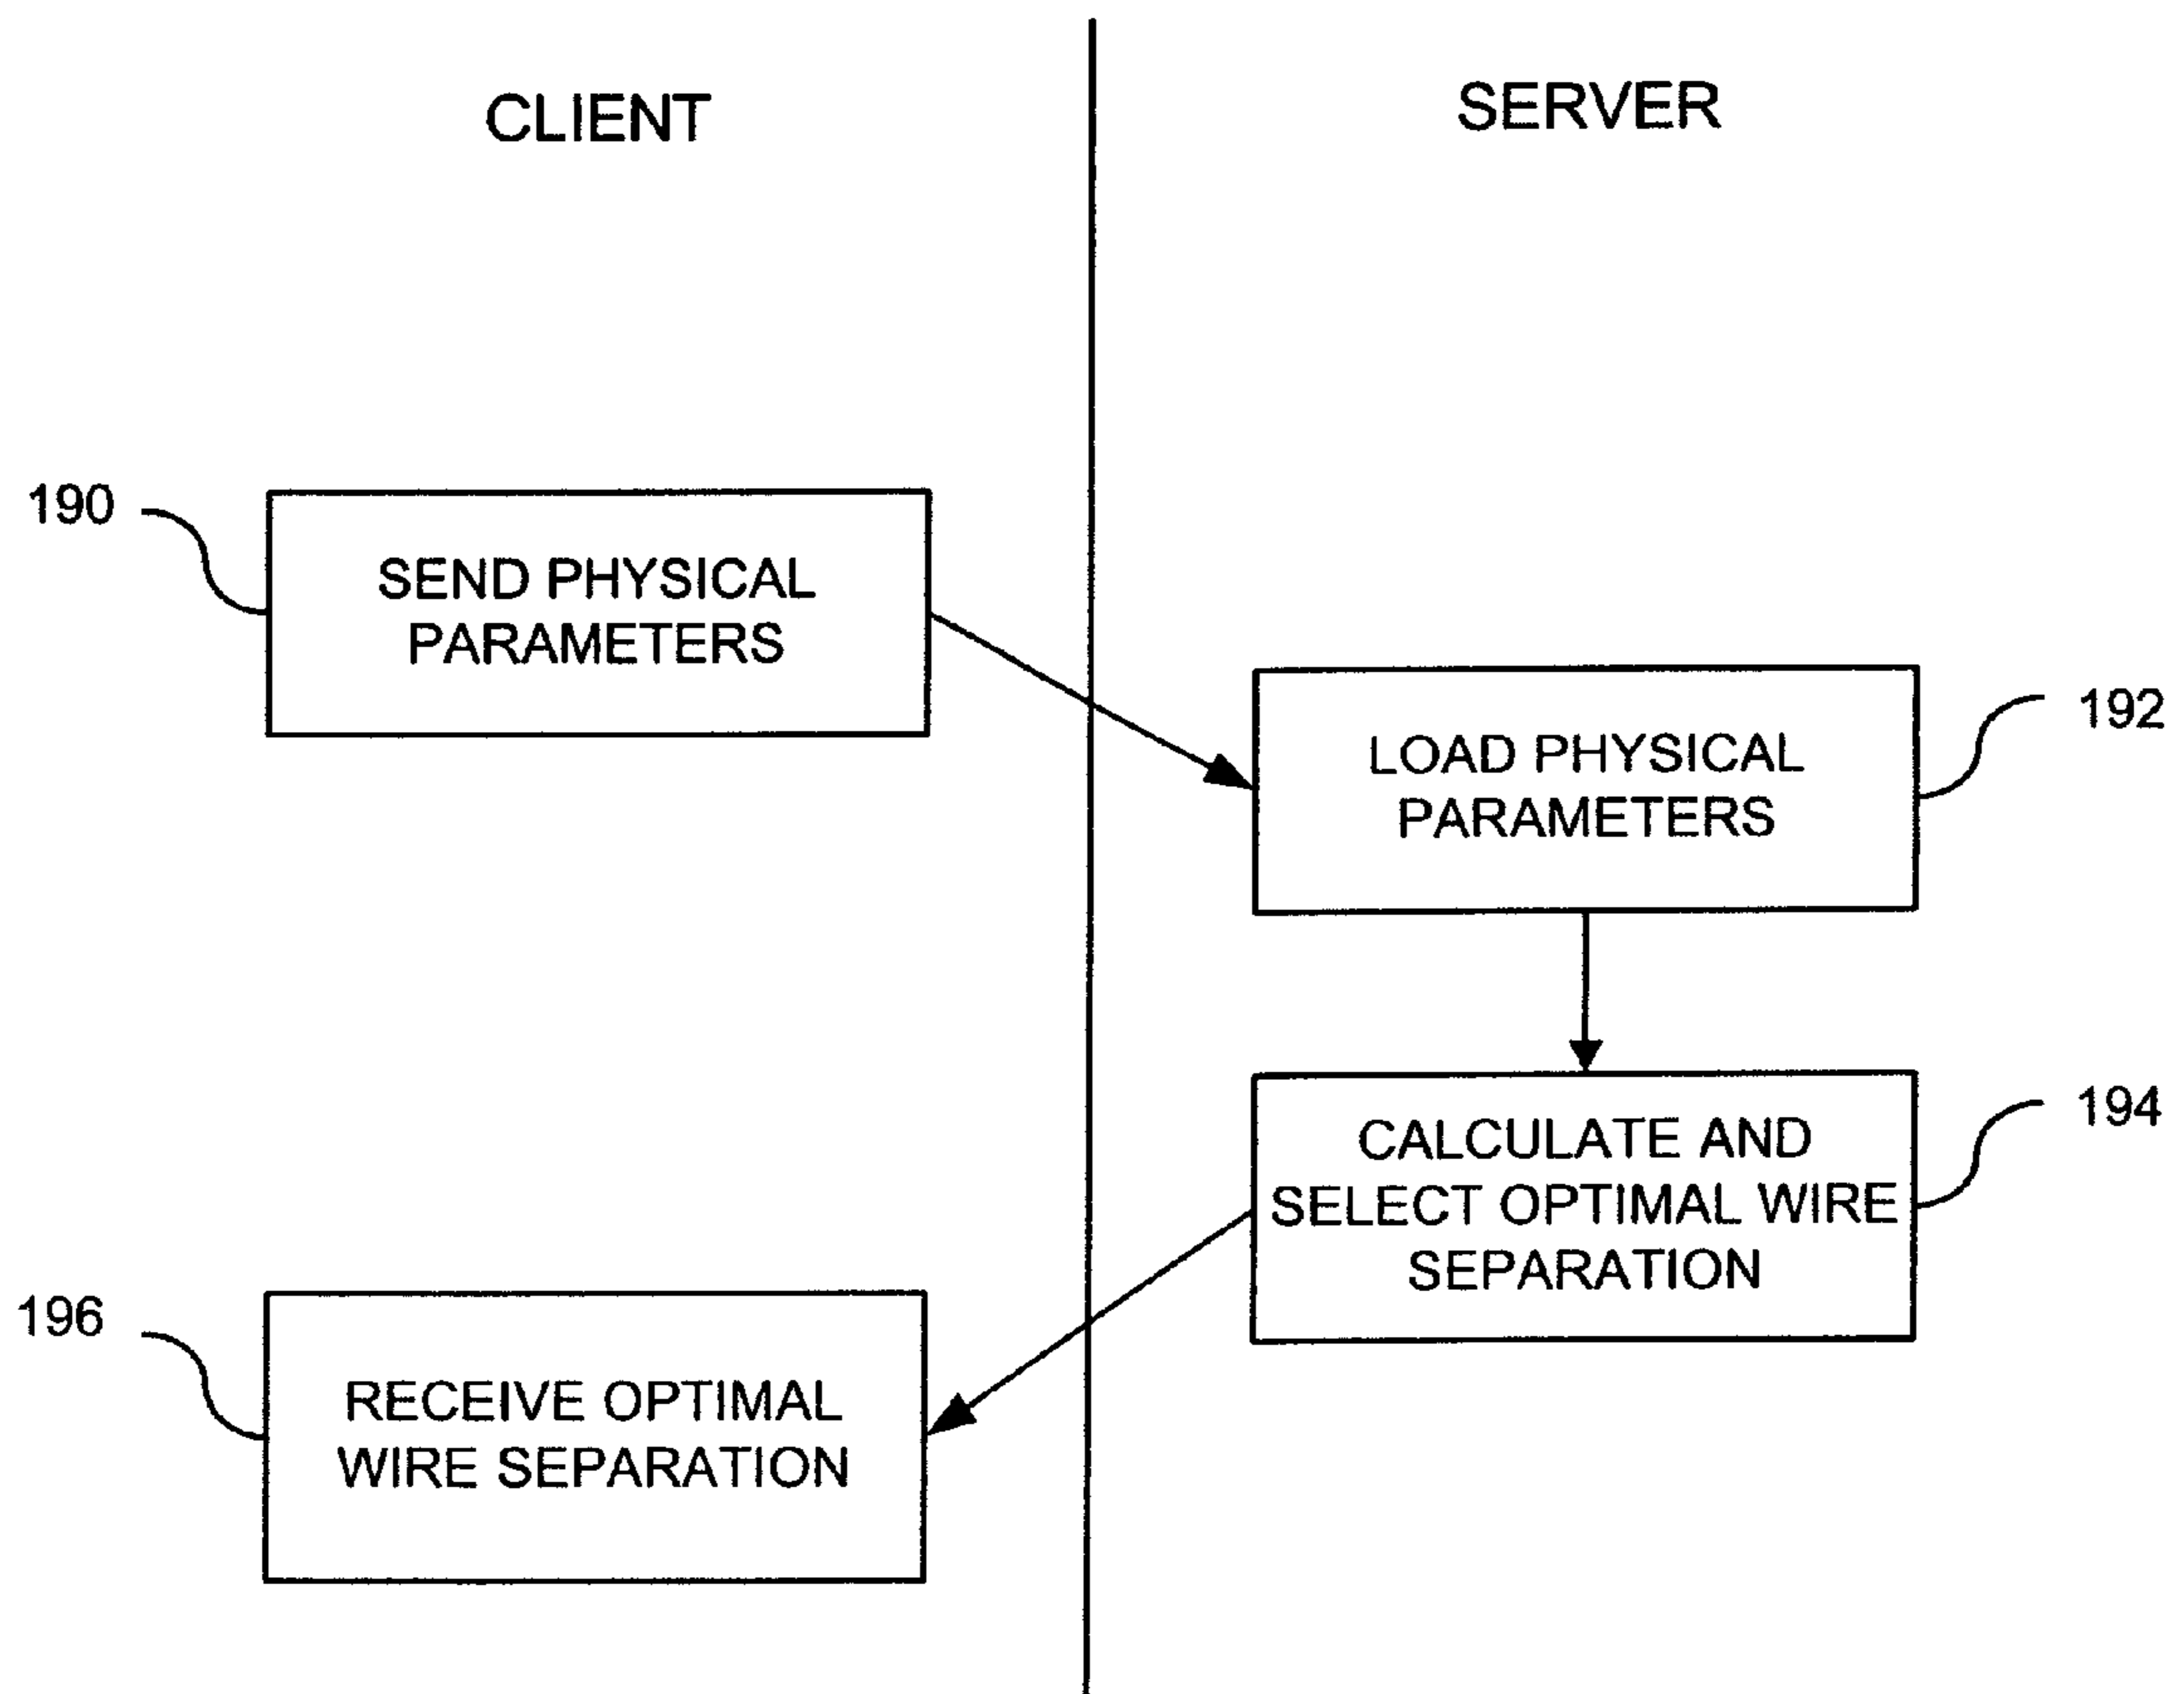 CLIENT
SERVER
190
SEND PHYSICAL
PARAMETERS
192
LOAD PHYSICAL
PARAMETERS
194
CALCULATE AND
SELECT OPTIMAL WIRE
SEPARATION
196
RECEIVE OPTIMAL
WIRE SEPARATION